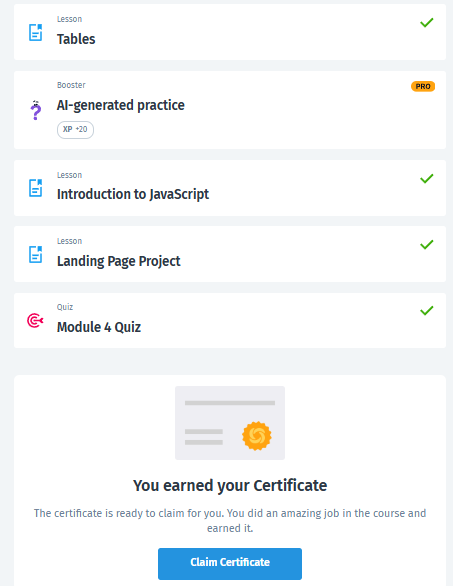 Lesson
Tables
Booster
PRO
AI-generated practice
XP +20
Lesson
Introduction to JavaScript
Lesson
Landing Page Project
Quiz
Module 4 Quiz
You earned your Certificate
The certificate is ready to claim for you. You did an amazing job in the course and
earned it.
Claim Certificate